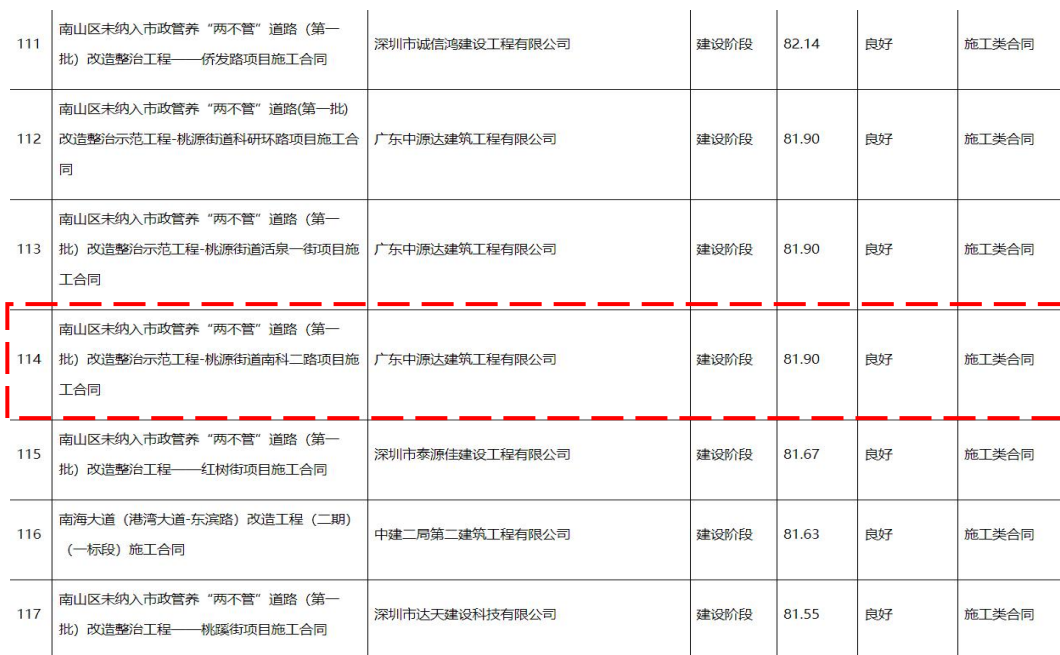 南山区未纳入市政管养“两不管”道路（第一
111 批）改造整治工程——侨发路项目施工合同 深圳市诚信鸿建设工程有限公司 建设阶段 82.14 良好 施工类合同
南山区未纳入市政管养“两不管”道路(第一批)
112 改造整治示范工程-桃源街道科研环路项目施工合 广东中源达建筑工程有限公司 建设阶段 81.90 良好 施工类合同
同
南山区未纳入市政管养“两不管”道路（第一
113 批）改造整治示范工程-桃源街道活泉一街项目施 广东中源达建筑工程有限公司 建设阶段 81.90 良好 施工类合同
工合同
南山区未纳入市政管养“两不管”道路（第一
114 批）改造整治示范工程-桃源街道南科二路项目施 广东中源达建筑工程有限公司 建设阶段 81.90 良好 施工类合同
工合同
南山区未纳入市政管养“两不管”道路（第一
115 批）改造整治工程——红树街项目施工合同 深圳市泰源佳建设工程有限公司 建设阶段 81.67 良好 施工类合同
南海大道（港湾大道-东滨路）改造工程（二期）
116 （一标段）施工合同 中建二局第二建筑工程有限公司 建设阶段 81.63 良好 施工类合同
南山区未纳入市政管养“两不管”道路（第一
117 批）改造整治工程——桃蹊街项目施工合同 深圳市达天建设科技有限公司 建设阶段 81.55 良好 施工类合同